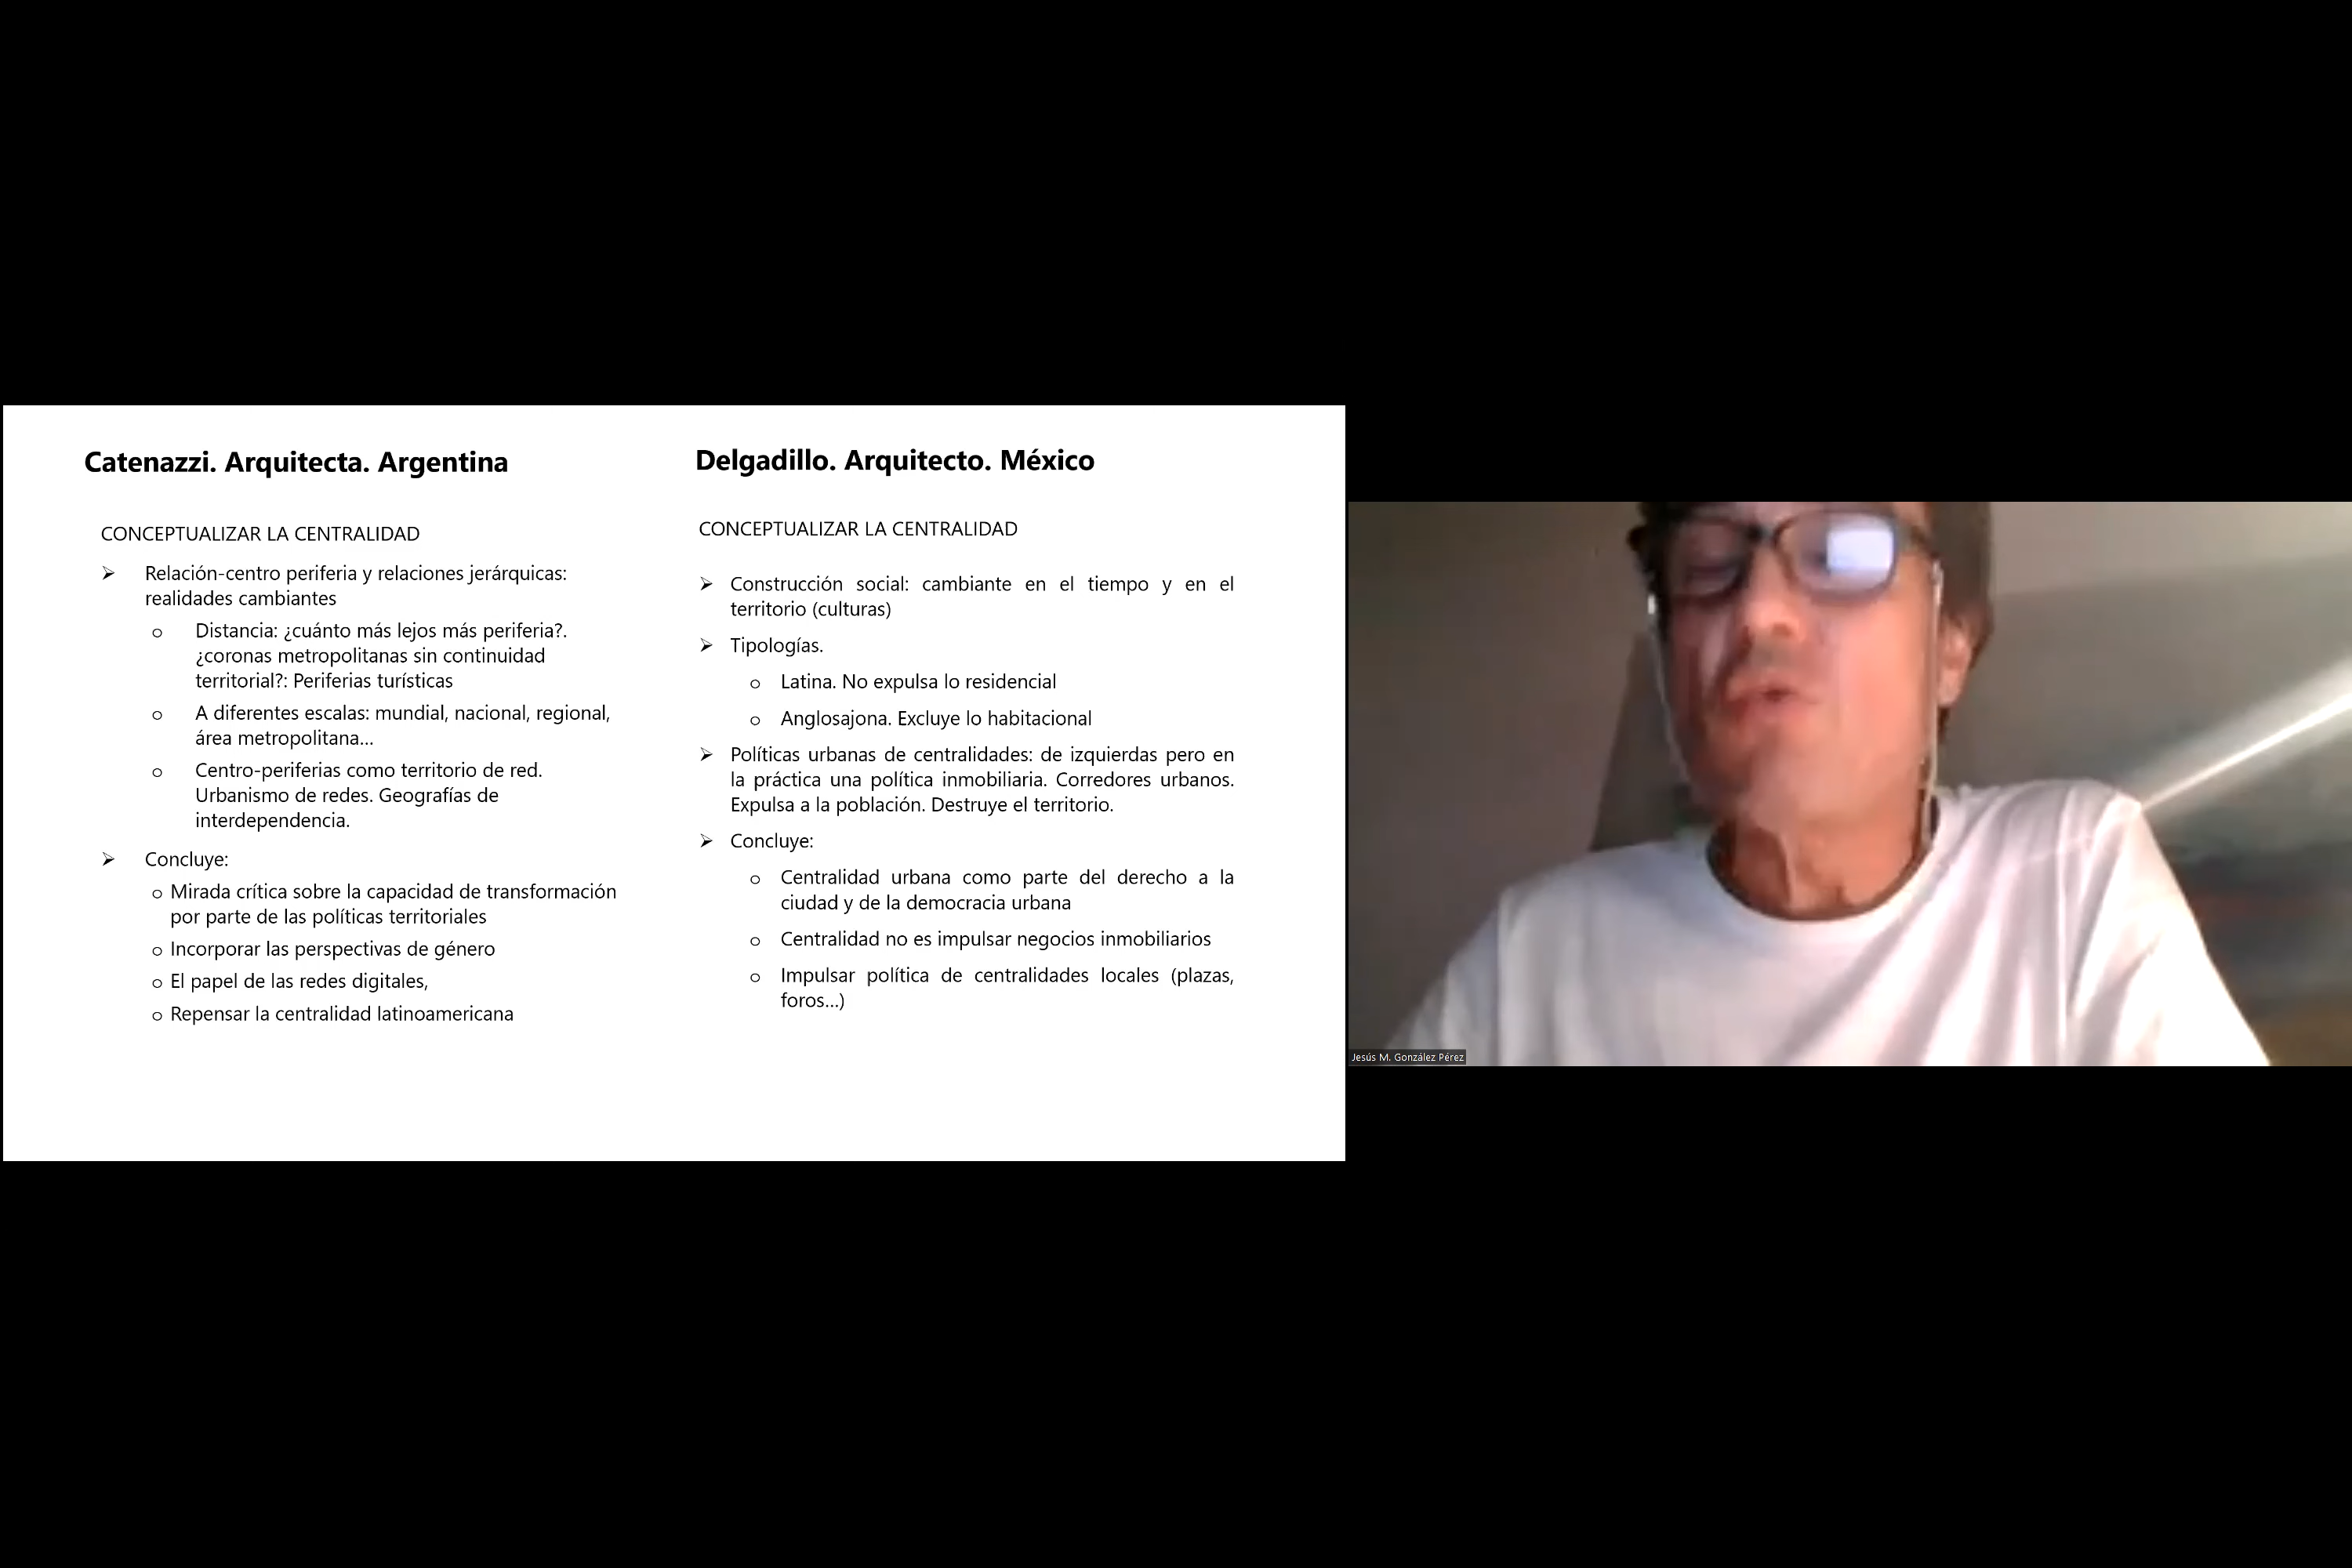 Catenazzi. Arquitecta. Argentina
CONCEPTUALIZAR LA CENTRALIDAD
➢ Relación-centro periferia y relaciones jerárquicas:
realidades cambiantes
o Distancia: ¿cuánto más lejos más periferia?.
¿coronas metropolitanas sin continuidad
territorial?: Periferias turísticas
o A diferentes escalas: mundial, nacional, regional,
área metropolitana...
o Centro-periferias como territorio de red.
Urbanismo de redes. Geografías de
interdependencia.
➢ Concluye:
o Mirada crítica sobre la capacidad de transformación
por parte de las políticas territoriales
o Incorporar las perspectivas de género
o El papel de las redes digitales,
o Repensar la centralidad latinoamericana
Delgadillo. Arquitecto. México
CONCEPTUALIZAR LA CENTRALIDAD
➢ Construcción social: cambiante en el tiempo y en el
territorio (culturas)
➢ Tipologías.
o Latina. No expulsa lo residencial
o Anglosajona. Excluye lo habitacional
➢ Políticas urbanas de centralidades: de izquierdas pero en
la práctica una política inmobiliaria. Corredores urbanos.
Expulsa a la población. Destruye el territorio.
➢ Concluye:
o Centralidad urbana como parte del derecho a la
ciudad y de la democracia urbana
o Centralidad no es impulsar negocios inmobiliarios
o Impulsar política de centralidades locales (plazas,
foros...)
Jesús M. González Pérez